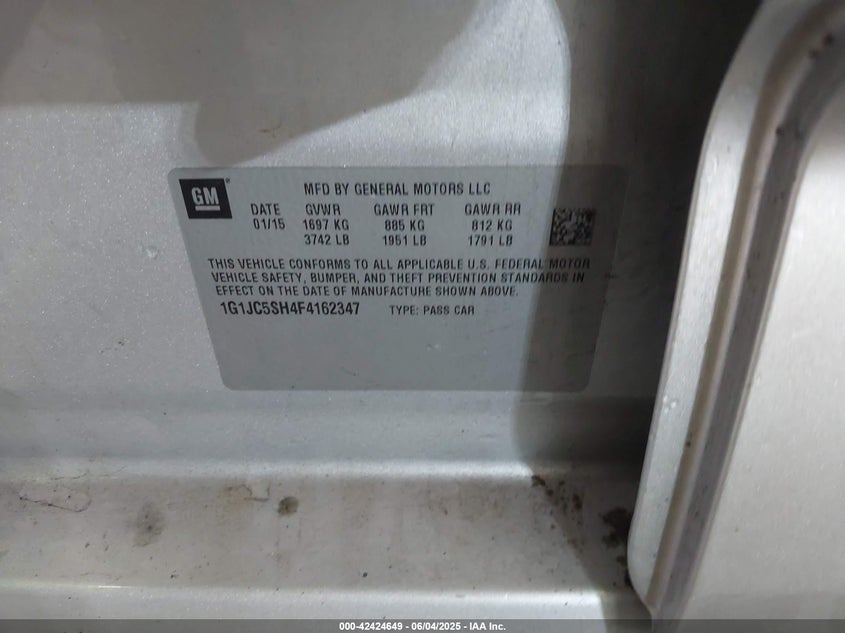 GM®
MFD BY GENERAL MOTORS LLC
DATE GVWR GAWR FRT GAWR RR
01/15 1697 KG 885 KG 812 KG
3742 LB 1951 LB 1791 LB
THIS VEHICLE CONFORMS TO ALL APPLICABLE U.S. FEDERAL MOTOR
VEHICLE SAFETY, BUMPER, AND THEFT PREVENTION STANDARDS IN
EFFECT ON THE DATE OF MANUFACTURE SHOWN ABOVE.
1G1JC5SH4F4162347 TYPE: PASS CAR
000-42424649 - 06/04/2025 - IAA Inc.